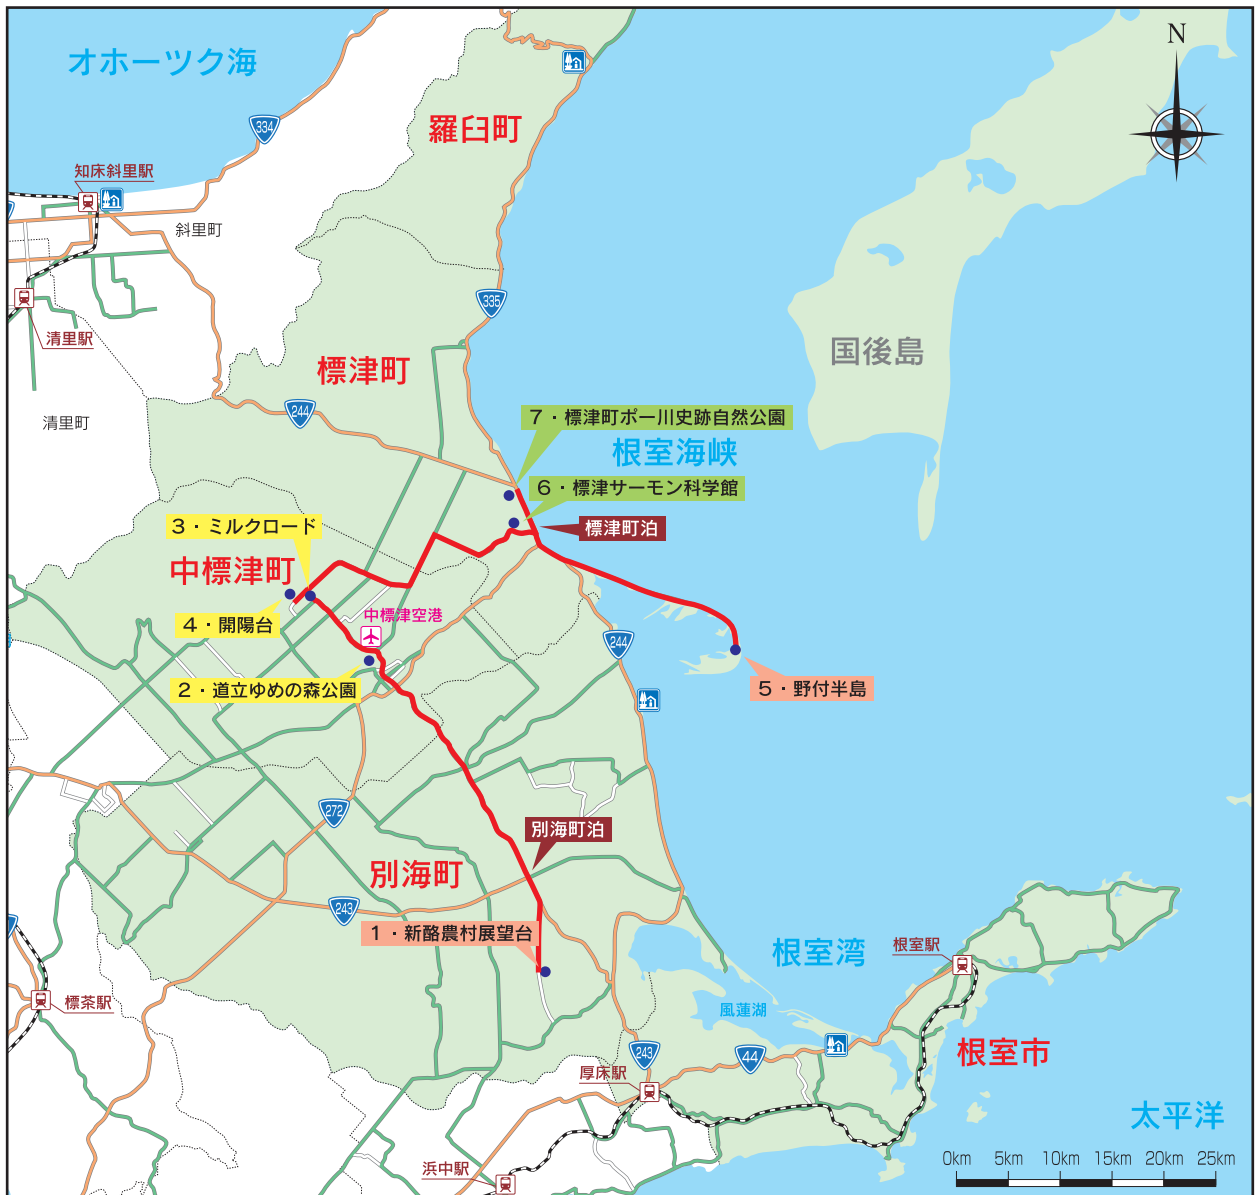 オホーツク海
N
334
羅臼町
知床斜里駅
斜里町
335
清里駅
国後島
標津町
244
清里町
7・標津町ポー川史跡自然公園
根室海峡
6・標津サーモン科学館
3・ミルクロード
標津町泊
中標津町
中標津空港
4・開陽台
244
2・道立ゆめの森公園
5・野付半島
272
別海町泊
別海町
243
1・新酪農村展望台
根室湾
根室駅
標茶駅
風蓮湖
243
44
根室市
厚床駅
太平洋
浜中駅
0km 5km 10km 15km 20km 25km